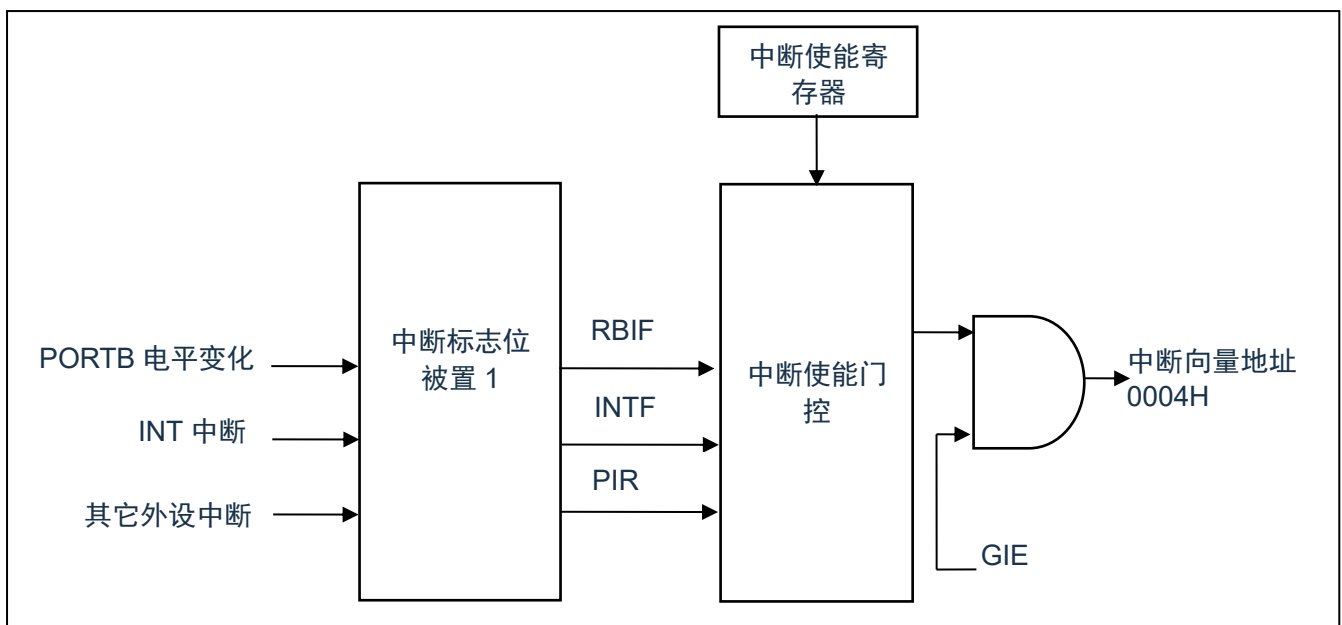 中断使能寄
存器
PORTB 电平变化
INT 中断
其它外设中断
中断标志位
被置 1
RBIF
INTF
PIR
中断使能门
控
GIE
中断向量地址
0004H